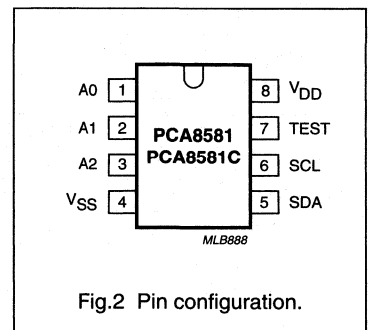 A0 1 8 VDD
A1 2 PCA8581 7 TEST
A2 3 PCA8581C 6 SCL
VSS 4 5 SDA
MLB888
Fig.2 Pin configuration.